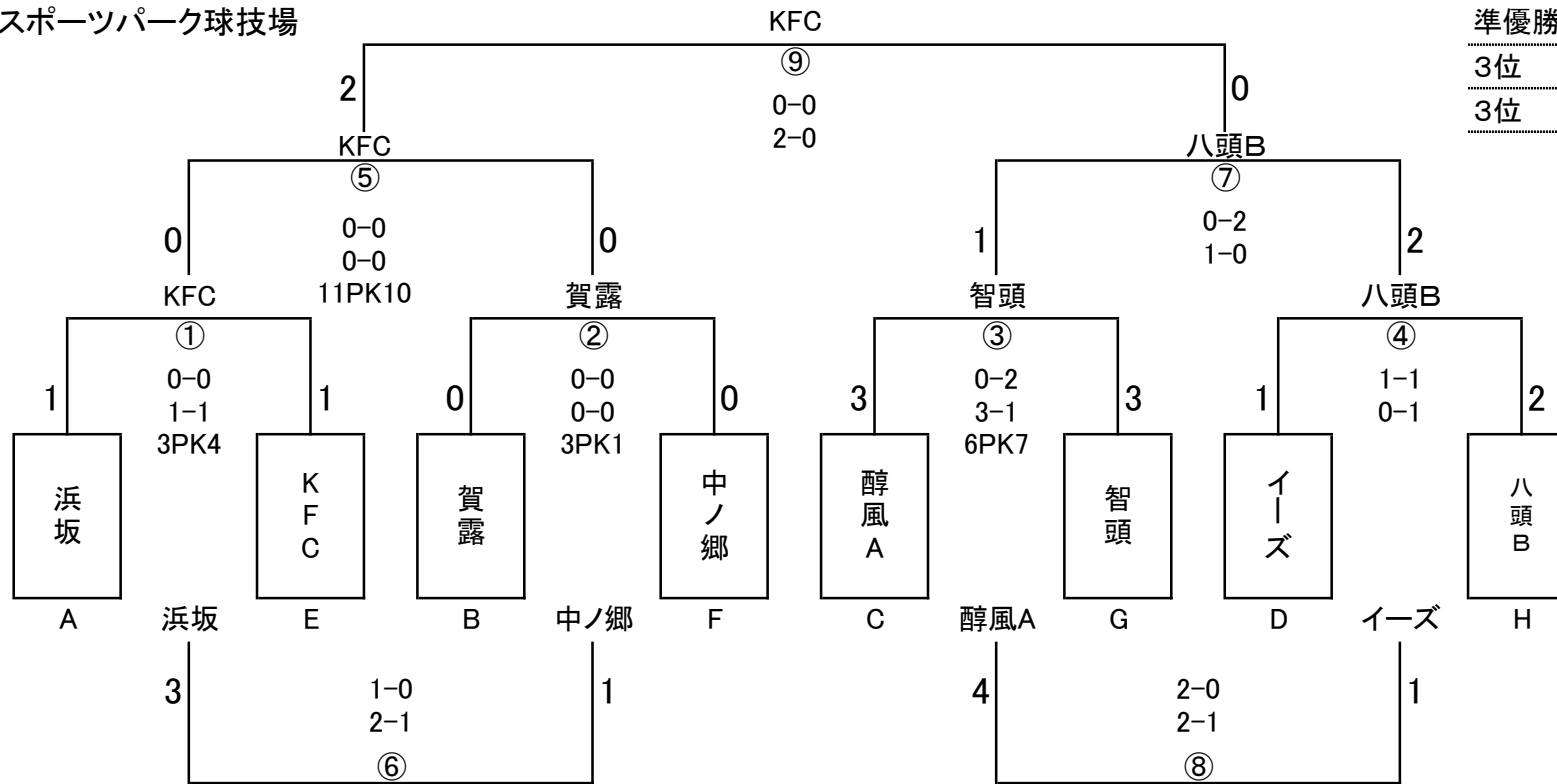 スポーツパーク球技場
KFC
準優勝
⑨
3位
2
0
0-0
3位
2-0
KFC
八頭B
⑤
⑦
0-0
0-2
0
0
1
2
0-0
1-0
KFC
11PK10
賀露
智頭
八頭B
①
②
③
④
0-0
0-0
0-2
1-1
1
1
0
0
3
3
1
2
1-1
0-0
3-1
0-1
3PK4
3PK1
6PK7
浜坂
KFC
賀露
中ノ郷
醇風A
智頭
イーズ
八頭B
A
浜坂
E
B
中ノ郷
F
C
醇風A
G
D
イーズ
H
3
1-0
1
4
2-0
1
2-1
2-1
⑥
⑧